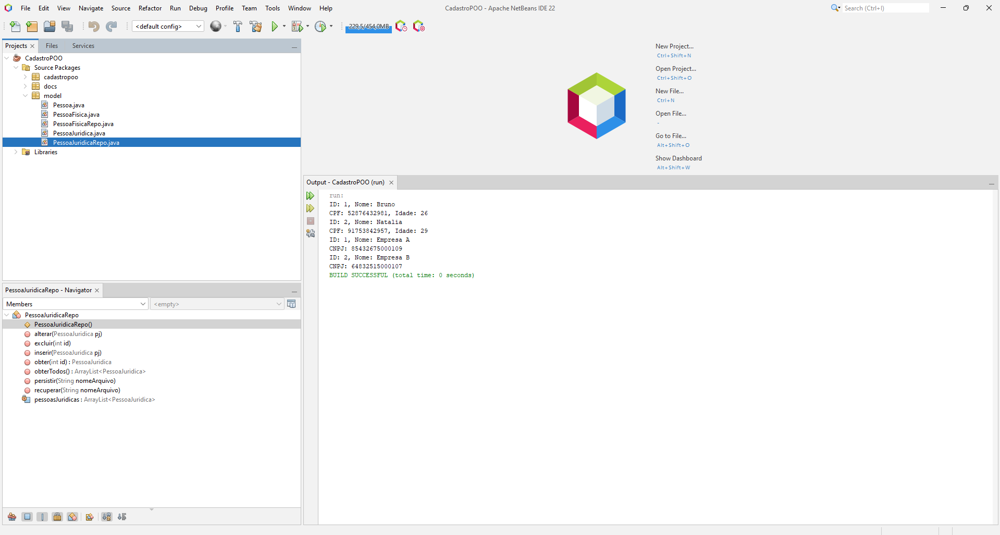 File Edit View Navigate Source Refactor Run Debug Profile Team Tools Window Help
CadastroPOO - Apache NetBeans IDE 22
Search (Ctrl+I)
<default config>
229,5/454,0MB
Projects Files Services
CadastroPOO
Source Packages
cadastropoo
docs
model
Pessoa.java
PessoaFisica.java
PessoaFisicaRepo.java
PessoaJuridica.java
PessoaJuridicaRepo.java
Libraries
New Project...
Ctrl+Shift+N
Open Project...
Ctrl+Shift+O
New File...
Ctrl+N
Open File...
-
Go to File...
Alt+Shift+O
Show Dashboard
Alt+Shift+W
Output - CadastroPOO (run)
run:
ID: 1, Nome: Bruno
CPF: 52876432981, Idade: 26
ID: 2, Nome: Natalia
CPF: 91753842957, Idade: 29
ID: 1, Nome: Empresa A
CNPJ: 85432675000109
ID: 2, Nome: Empresa B
CNPJ: 64832515000107
BUILD SUCCESSFUL (total time: 0 seconds)
PessoaJuridicaRepo - Navigator
Members
<empty>
PessoaJuridicaRepo
PessoaJuridicaRepo()
alterar(PessoaJuridica pj)
excluir(int id)
inserir(PessoaJuridica pj)
obter(int id) : PessoaJuridica
obterTodos() : ArrayList<PessoaJuridica>
persistir(String nomeArquivo)
recuperar(String nomeArquivo)
pessoasJuridicas : ArrayList<PessoaJuridica>